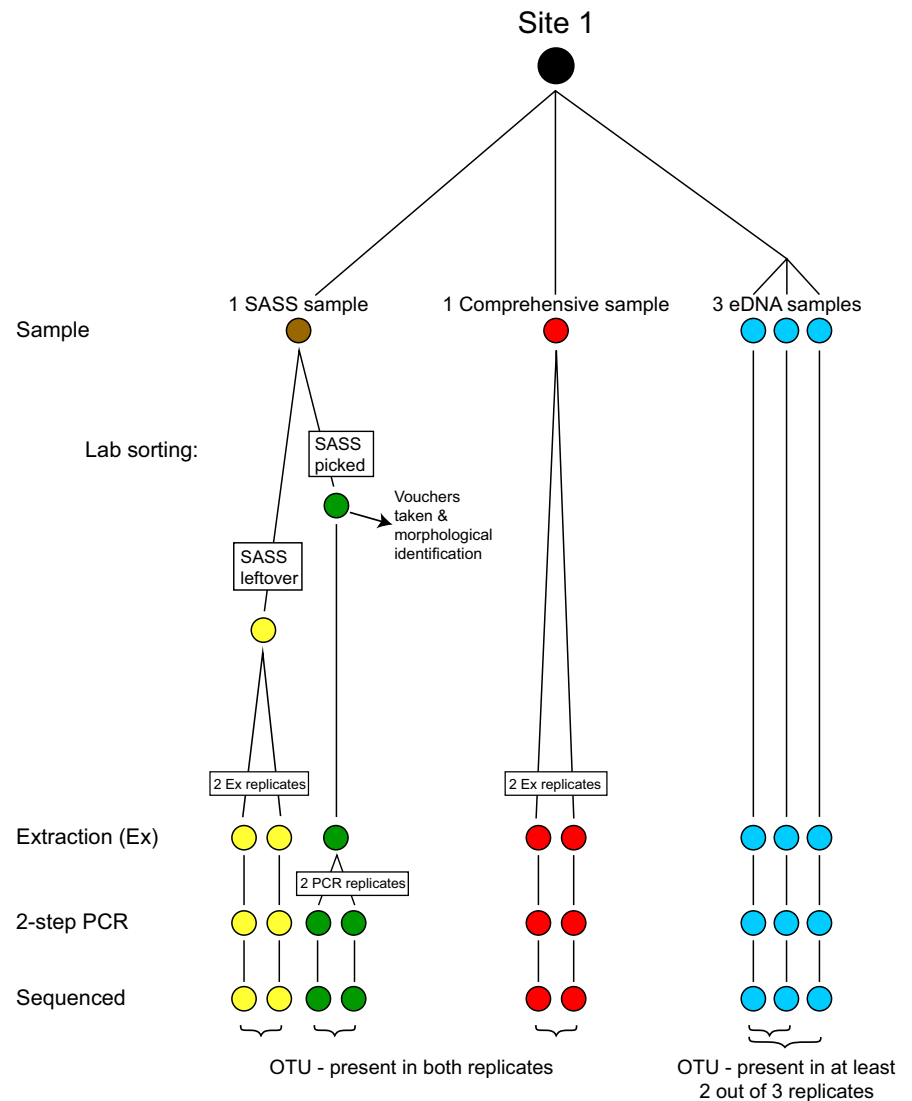 Site 1
1 SASS sample
1 Comprehensive sample
3 eDNA samples
Sample
Lab sorting:
SASS
picked
Vouchers
taken &
morphological
identification
SASS
leftover
2 Ex replicates
2 Ex replicates
Extraction (Ex)
2 PCR replicates
2-step PCR
Sequenced
OTU - present in both replicates
OTU - present in at least
2 out of 3 replicates